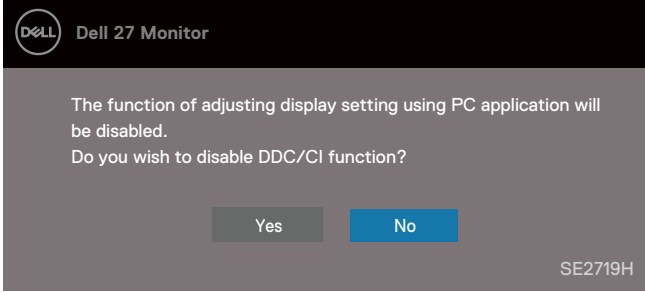 DELL
Dell 27 Monitor
The function of adjusting display setting using PC application will
be disabled.
Do you wish to disable DDC/CI function?
Yes
No
SE2719H